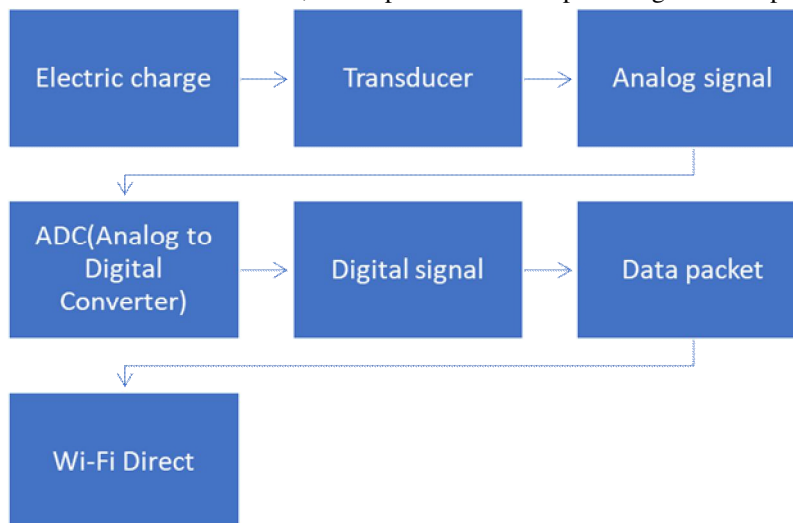 Electric charge
Transducer
Analog signal
ADC(Analog to
Digital
Converter)
Digital signal
Data packet
Wi-Fi Direct